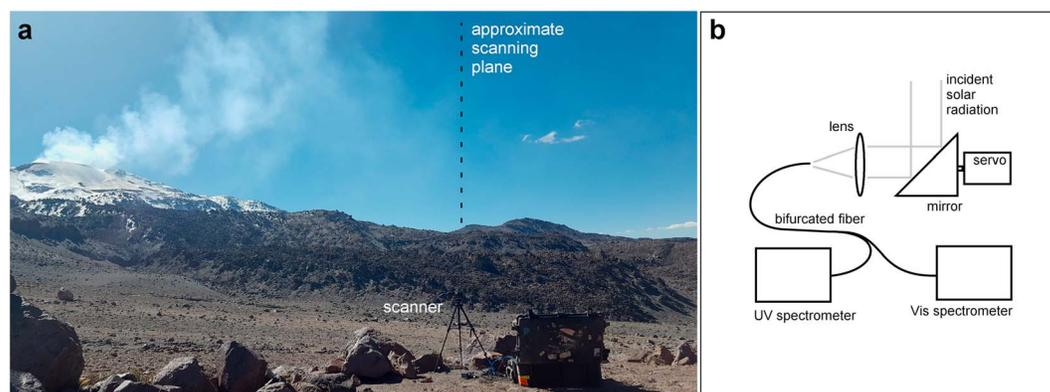 a
approximate
scanning
plane
scanner
b
incident
solar
radiation
lens
servo
mirror
bifurcated fiber
UV spectrometer
Vis spectrometer